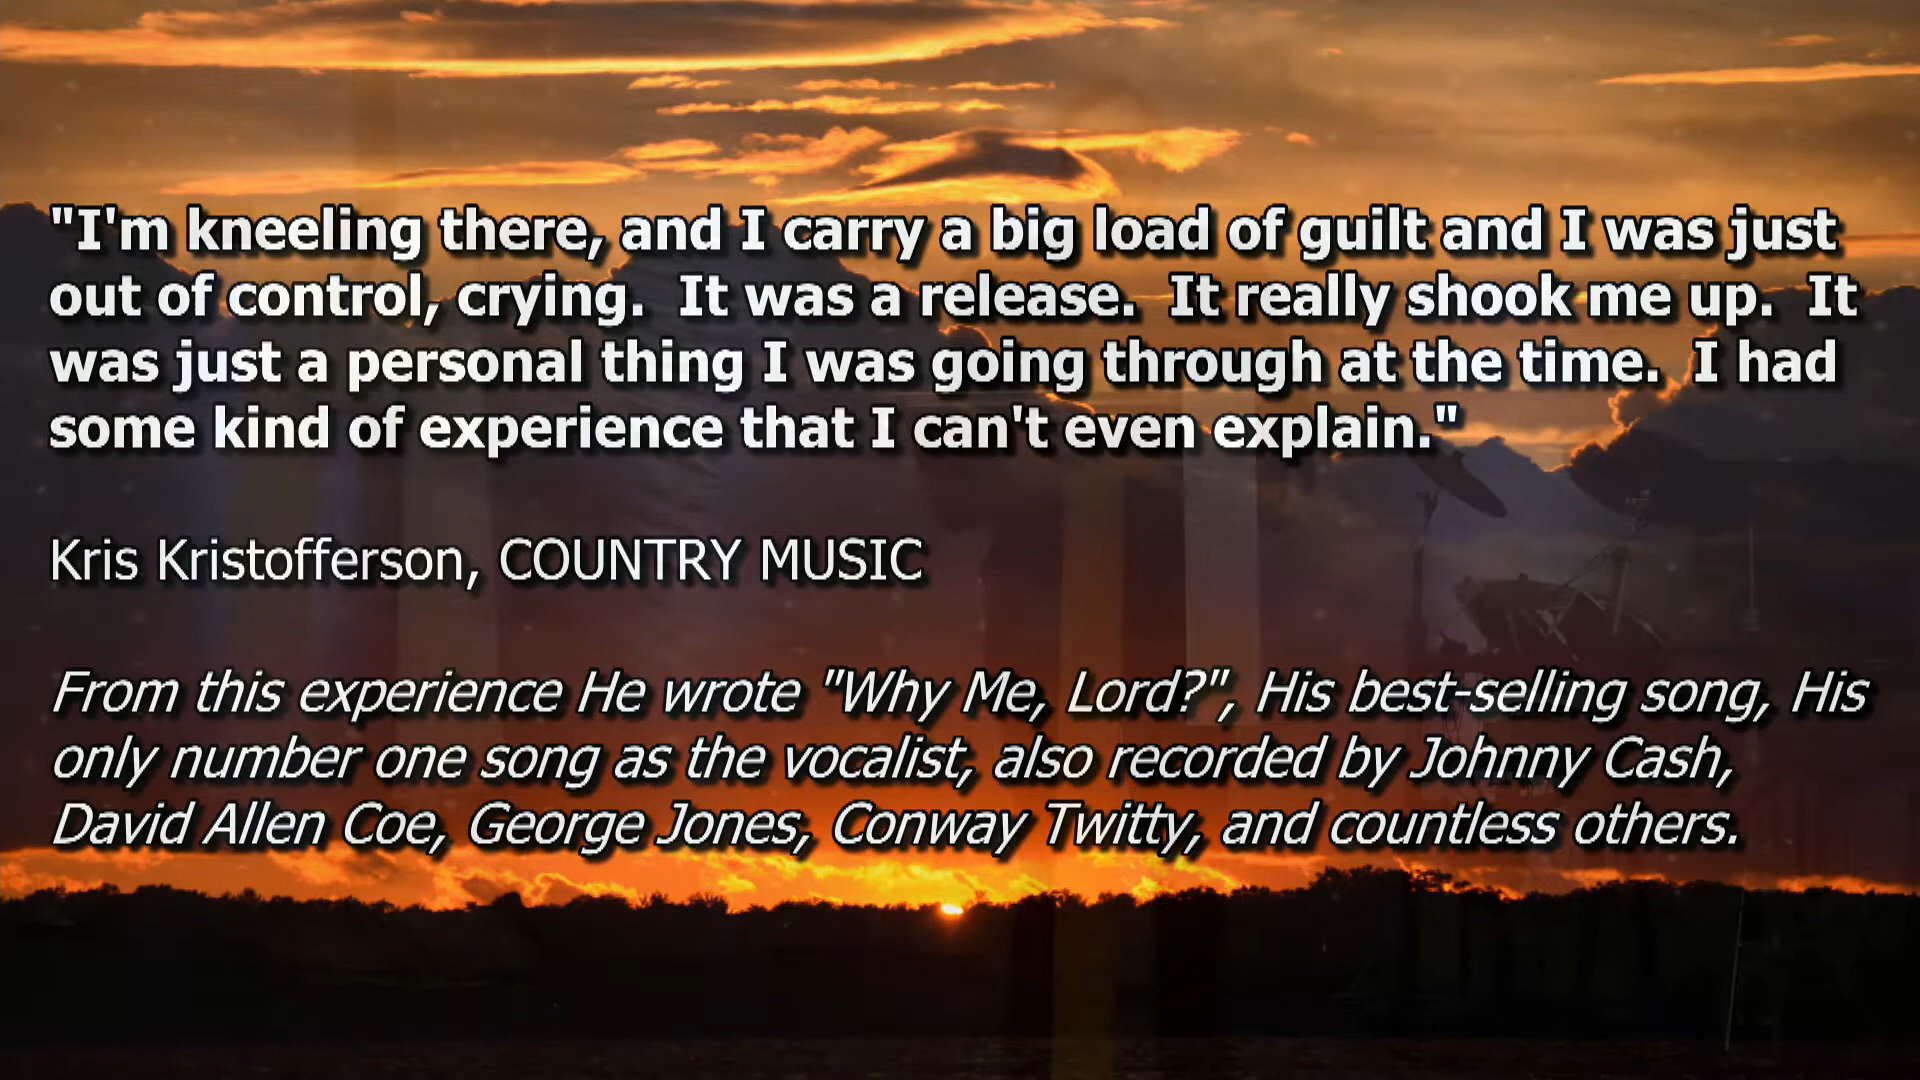 "I'm kneeling there, and I carry a big load of guilt and I was just
out of control, crying.  It was a release.  It really shook me up.  It
was just a personal thing I was going through at the time.  I had
some kind of experience that I can't even explain."
Kris Kristofferson, COUNTRY MUSIC
From this experience He wrote "Why Me, Lord?", His best-selling song, His
only number one song as the vocalist, also recorded by Johnny Cash,
David Allen Coe, George Jones, Conway Twitty, and countless others.